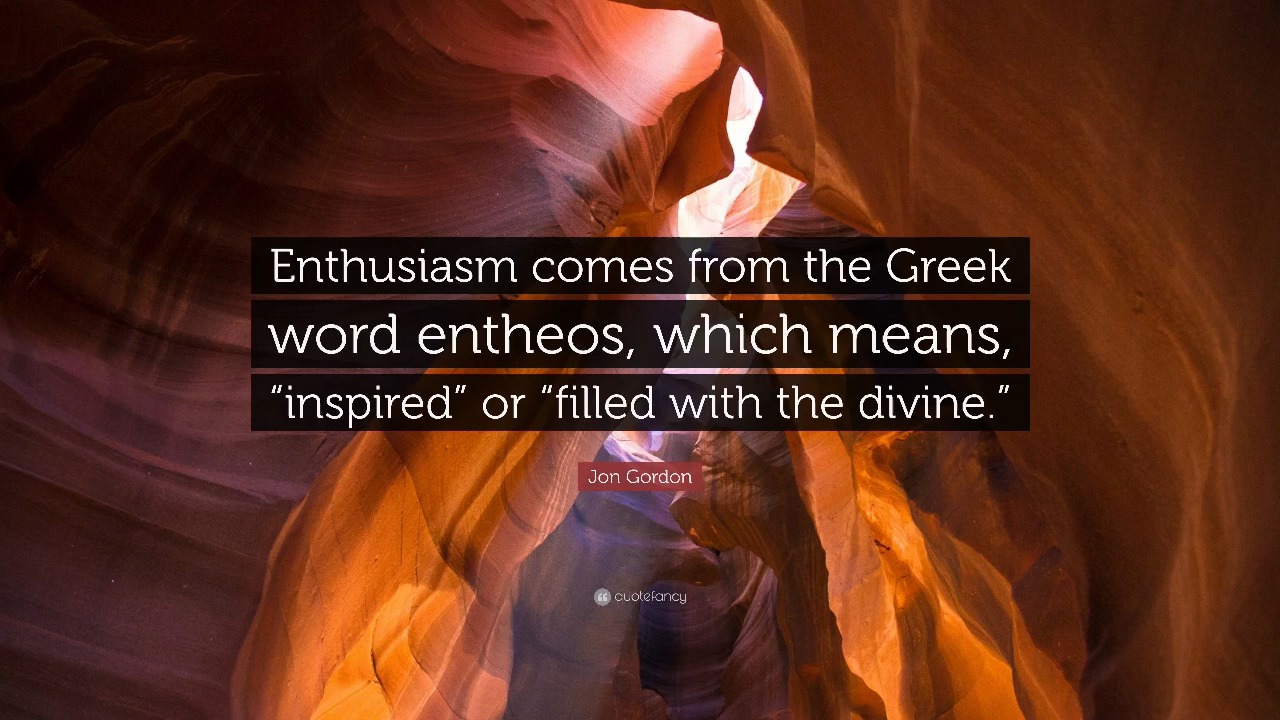 Enthusiasm comes from the Greek
word entheos, which means,
“inspired” or “filled with the divine.”
Jon Gordon
quotefancy